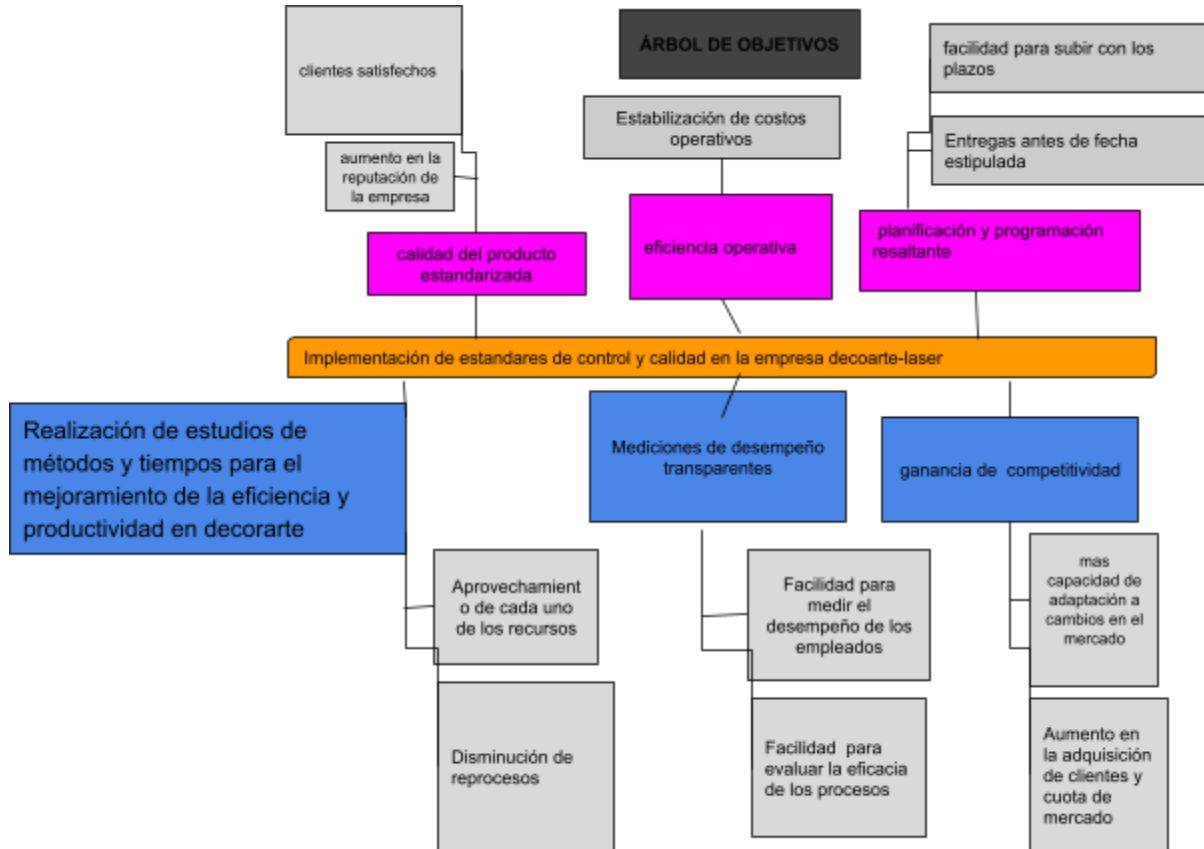 ÁRBOL DE OBJETIVOS
clientes satisfechos
facilidad para subir con los
plazos
Estabilización de costos
operativos
Entregas antes de fecha
estipulada
aumento en la
reputación de
la empresa
calidad del producto
estandarizada
eficiencia operativa
planificación y programación
resaltante
Implementación de estandares de control y calidad en la empresa decoarte-laser
Realización de estudios de
métodos y tiempos para el
mejoramiento de la eficiencia y
productividad en decorarte
Mediciones de desempeño
transparentes
ganancia de competitividad
Aprovechamient
o de cada uno
de los recursos
Facilidad para
medir el
desempeño de los
empleados
mas
capacidad de
adaptación a
cambios en el
mercado
Disminución de
reprocesos
Facilidad para
evaluar la eficacia
de los procesos
Aumento en
la adquisición
de clientes y
cuota de
mercado